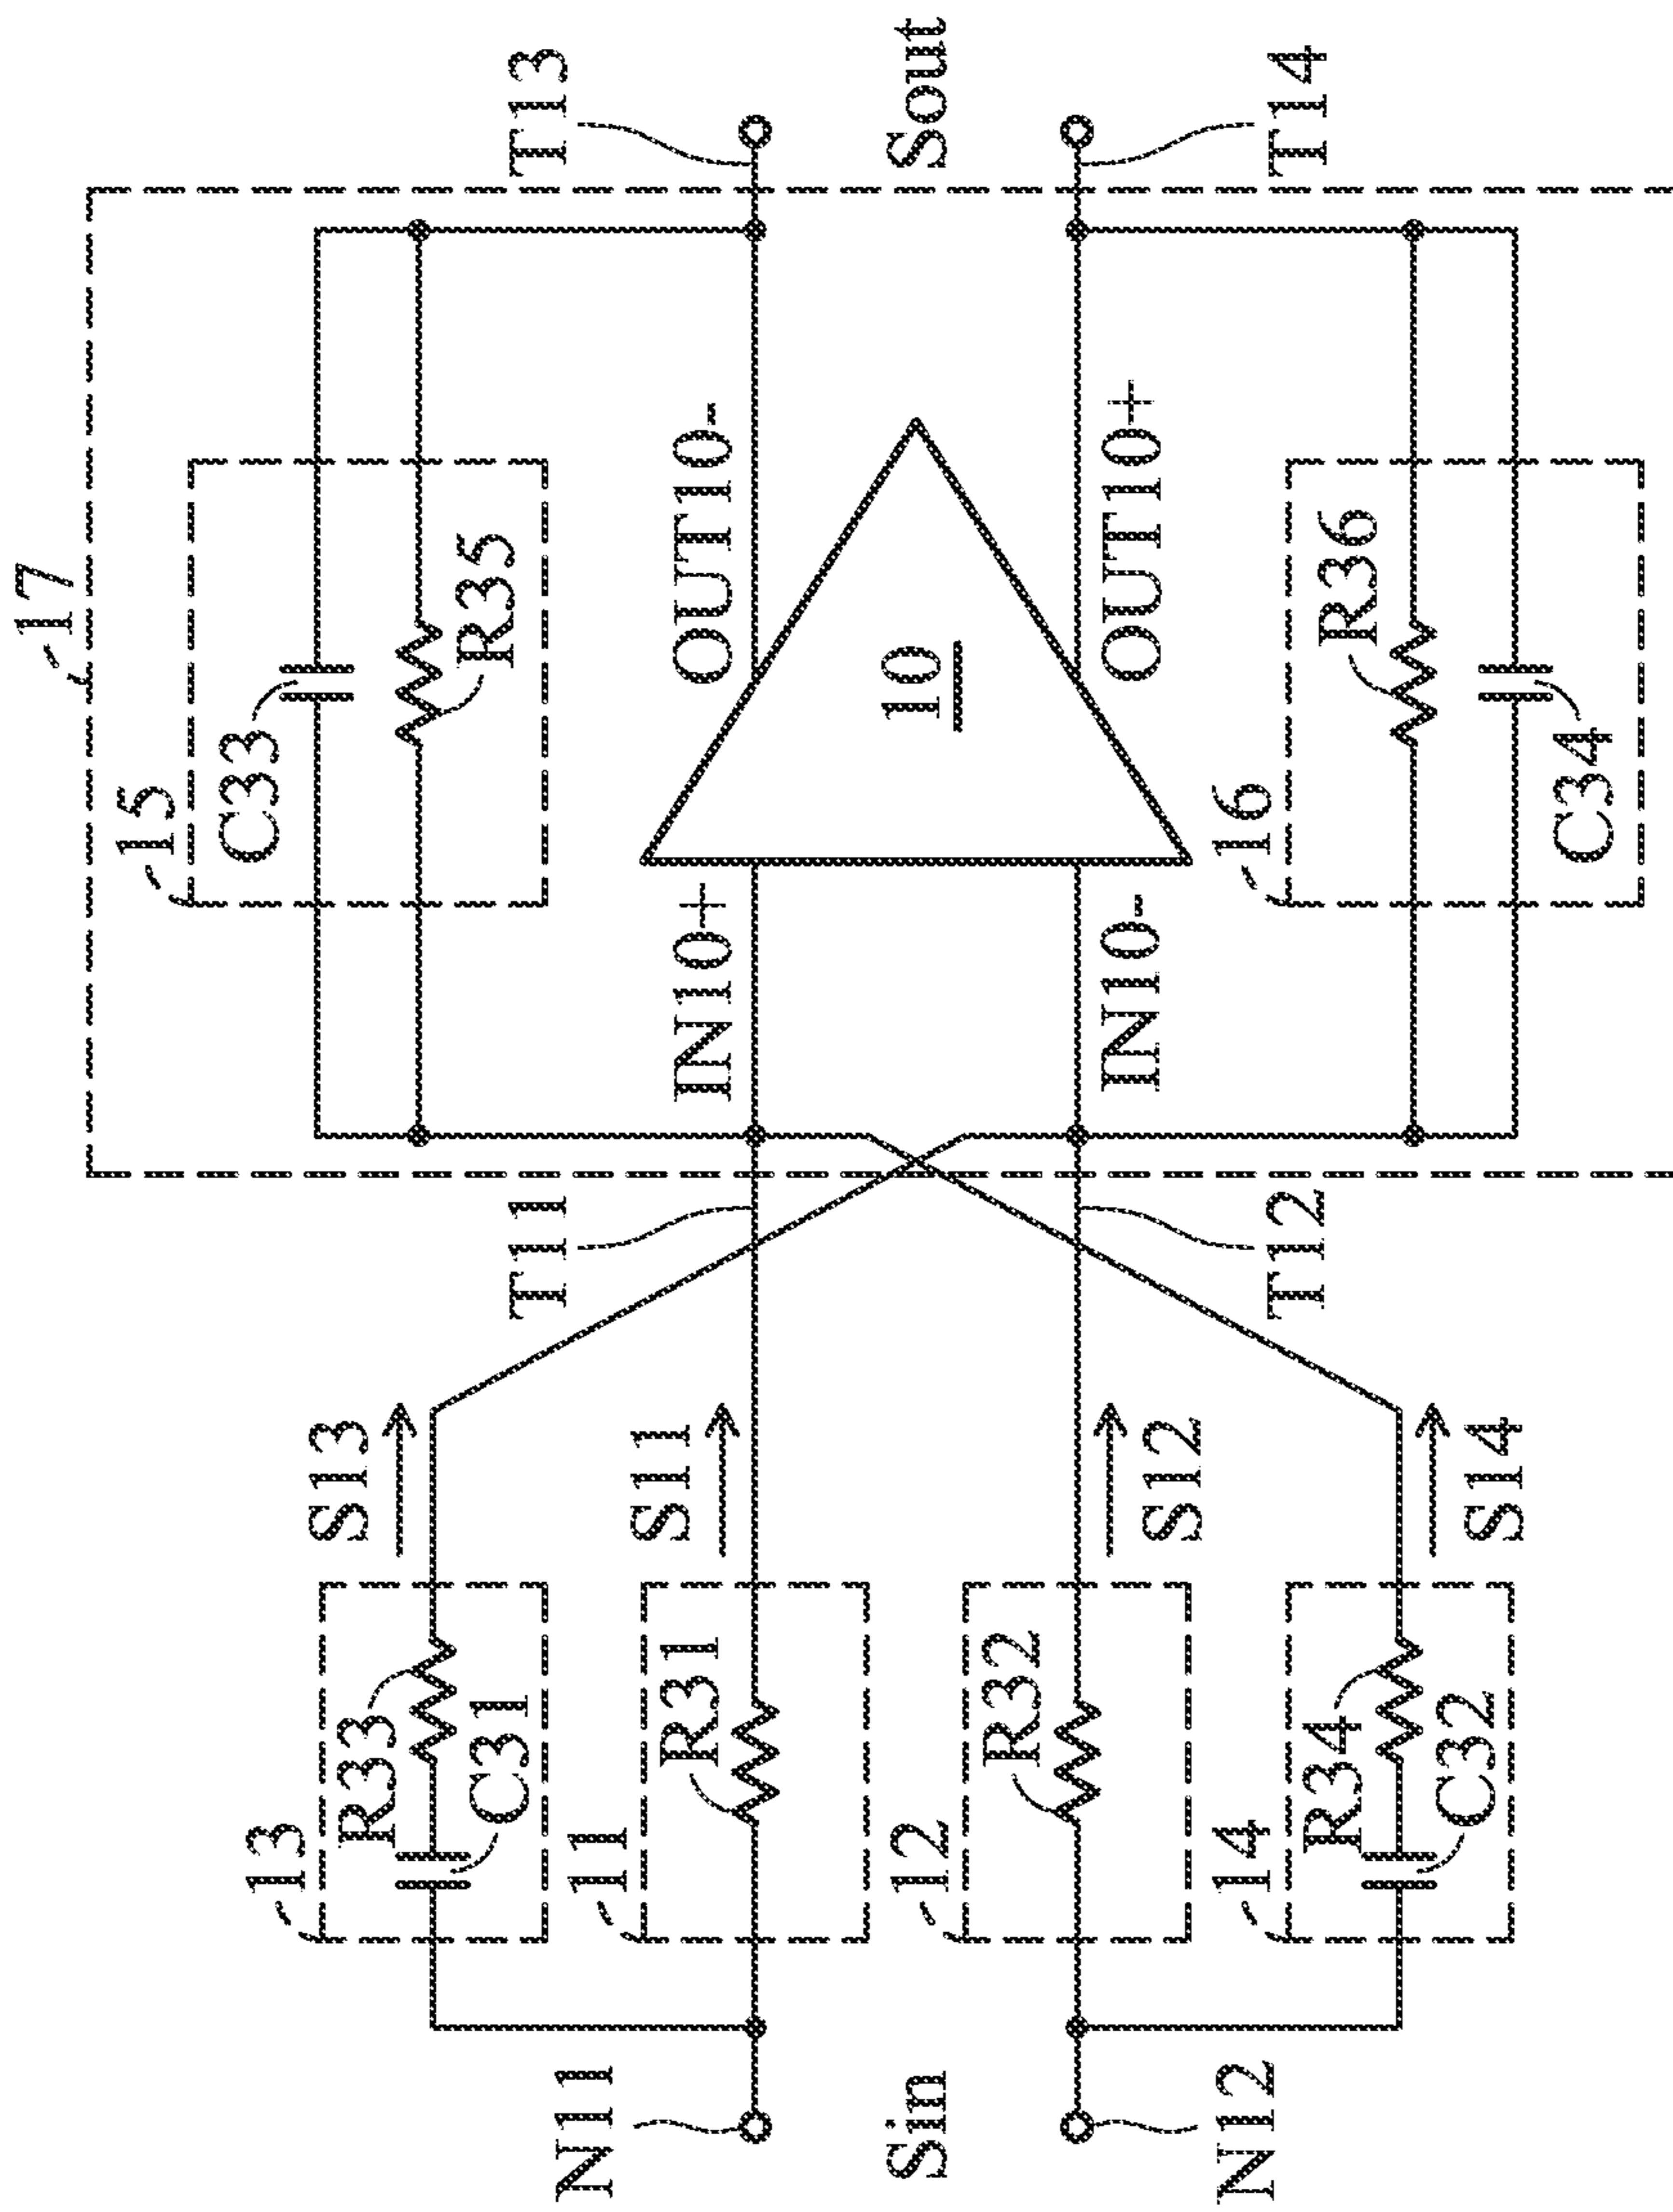 17
15
C33
R35
T13
S13
13
R33
C31
T11
IN10+
OUT10-
N11
S11
11
R31
Sin
10
Sout
12
R32
S12
IN10-
OUT10+
N12
T12
T14
14
R34
C32
S14
16
R36
C34